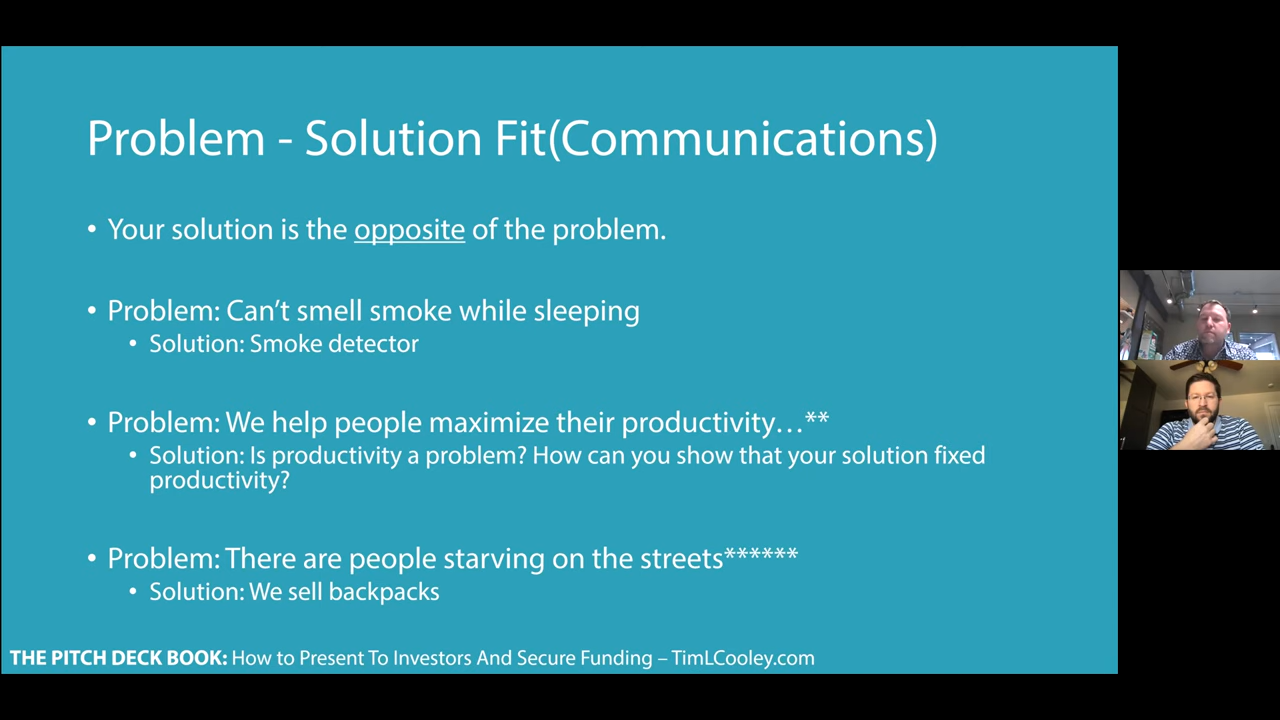 Problem - Solution Fit(Communications)
• Your solution is the opposite of the problem.
• Problem: Can’t smell smoke while sleeping
• Solution: Smoke detector
• Problem: We help people maximize their productivity…**
• Solution: Is productivity a problem? How can you show that your solution fixed
productivity?
• Problem: There are people starving on the streets******
• Solution: We sell backpacks
THE PITCH DECK BOOK: How to Present To Investors And Secure Funding – TimLCooley.com